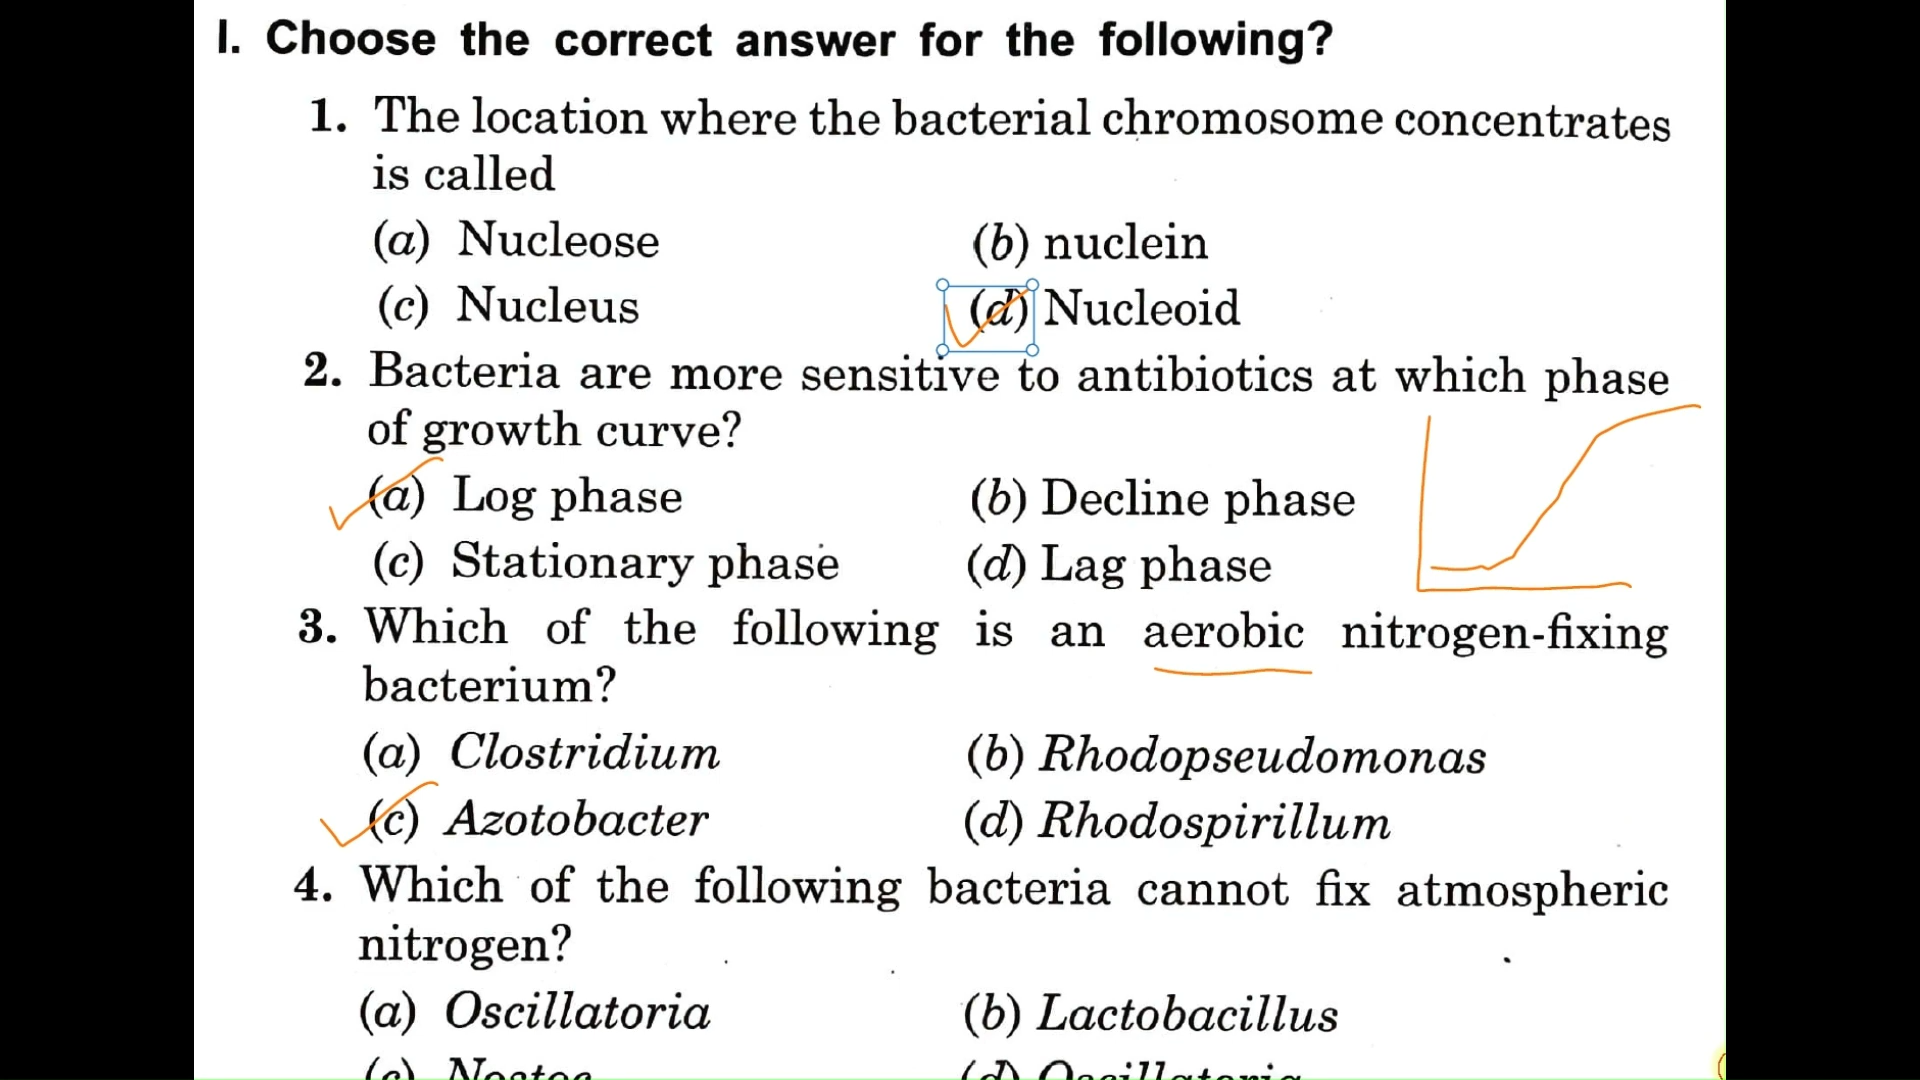 I. Choose the correct answer for the following?
1. The location where the bacterial chromosome concentrates
is called
(a) Nucleose (b) nuclein
(c) Nucleus (d) Nucleoid
2. Bacteria are more sensitive to antibiotics at which phase
of growth curve?
(a) Log phase (b) Decline phase
(c) Stationary phase (d) Lag phase
3. Which of the following is an aerobic nitrogen-fixing
bacterium?
(a) Clostridium (b) Rhodopseudomonas
(c) Azotobacter (d) Rhodospirillum
4. Which of the following bacteria cannot fix atmospheric
nitrogen?
(a) Oscillatoria (b) Lactobacillus
(c) Nostoc (d) Oscillatoria